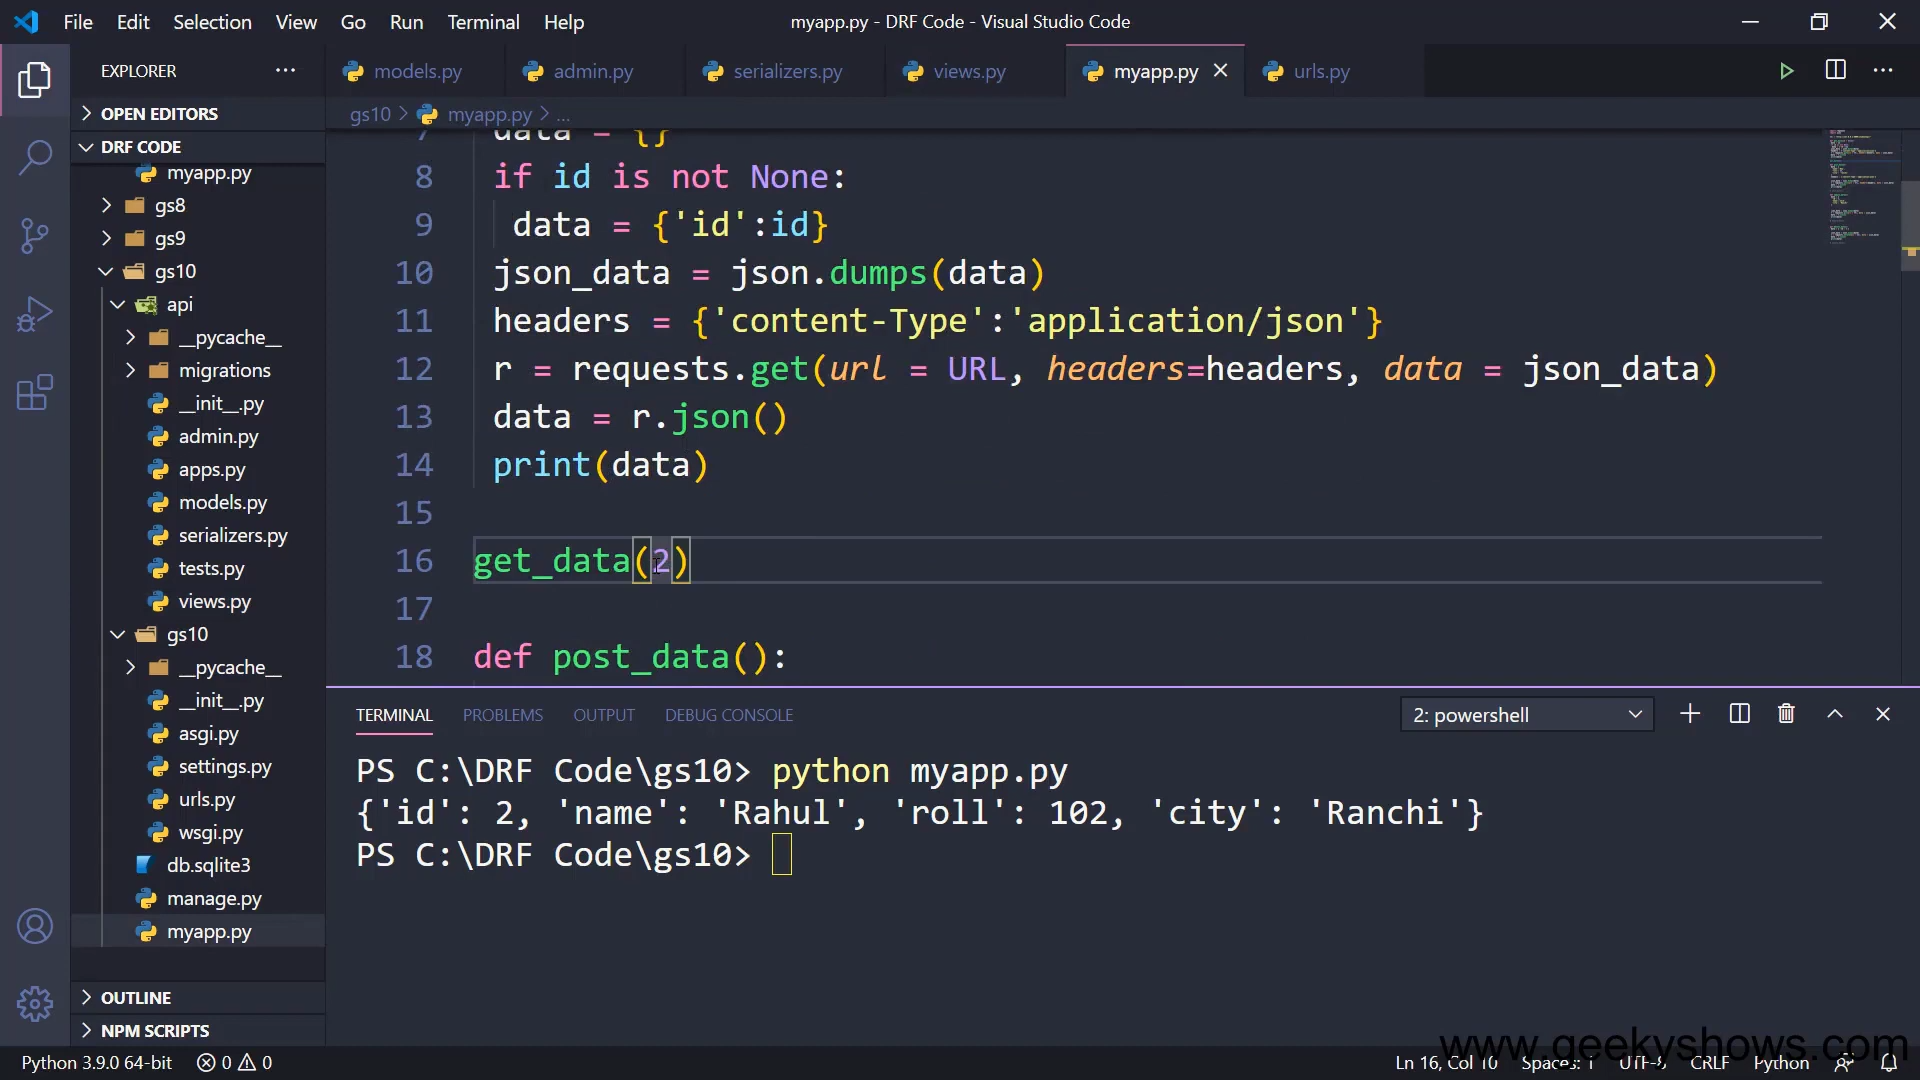 File Edit Selection View Go Run Terminal Help
myapp.py - DRF Code - Visual Studio Code
EXPLORER
models.py admin.py serializers.py views.py myapp.py urls.py
OPEN EDITORS
DRF CODE
myapp.py
gs8
gs9
gs10
api
__pycache__
migrations
__init__.py
admin.py
apps.py
models.py
serializers.py
tests.py
views.py
gs10
__pycache__
__init__.py
asgi.py
settings.py
urls.py
wsgi.py
db.sqlite3
manage.py
myapp.py
OUTLINE
NPM SCRIPTS
gs10 > myapp.py > ...
7 data = {}
8 if id is not None:
9 data = {'id':id}
10 json_data = json.dumps(data)
11 headers = {'content-Type':'application/json'}
12 r = requests.get(url = URL, headers=headers, data = json_data)
13 data = r.json()
14 print(data)
15
16 get_data(2)
17
18 def post_data():
TERMINAL PROBLEMS OUTPUT DEBUG CONSOLE
2: powershell
PS C:\DRF Code\gs10> python myapp.py
{'id': 2, 'name': 'Rahul', 'roll': 102, 'city': 'Ranchi'}
PS C:\DRF Code\gs10>
www.geekyshows.com
Python 3.9.0 64-bit 0 0
Ln 16, Col 10 Spaces: 1 UTF-8 CRLF Python